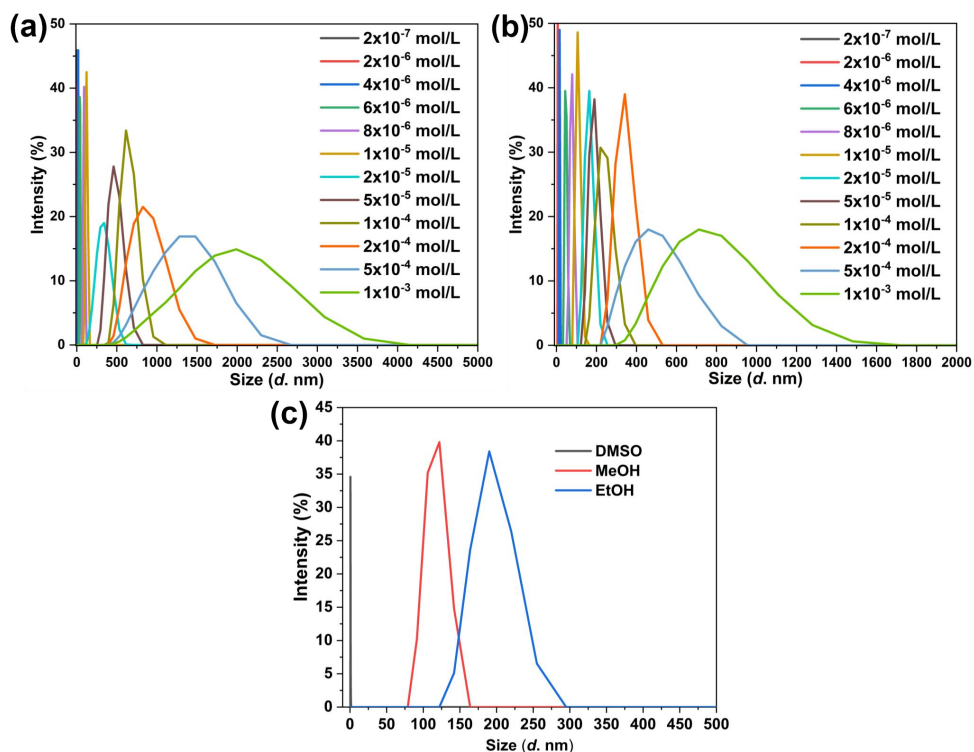 (a)
50
40
30
20
10
0
Intensity (%)
2x10⁻⁷ mol/L
2x10⁻⁶ mol/L
4x10⁻⁶ mol/L
6x10⁻⁶ mol/L
8x10⁻⁶ mol/L
1x10⁻⁵ mol/L
2x10⁻⁵ mol/L
5x10⁻⁵ mol/L
1x10⁻⁴ mol/L
2x10⁻⁴ mol/L
5x10⁻⁴ mol/L
1x10⁻³ mol/L
0 500 1000 1500 2000 2500 3000 3500 4000 4500 5000
Size (d. nm)
(b)
50
40
30
20
10
0
Intensity (%)
2x10⁻⁷ mol/L
2x10⁻⁶ mol/L
4x10⁻⁶ mol/L
6x10⁻⁶ mol/L
8x10⁻⁶ mol/L
1x10⁻⁵ mol/L
2x10⁻⁵ mol/L
5x10⁻⁵ mol/L
1x10⁻⁴ mol/L
2x10⁻⁴ mol/L
5x10⁻⁴ mol/L
1x10⁻³ mol/L
0 200 400 600 800 1000 1200 1400 1600 1800 2000
Size (d. nm)
(c)
45
40
35
30
25
20
15
10
5
0
Intensity (%)
DMSO
MeOH
EtOH
0 50 100 150 200 250 300 350 400 450 500
Size (d. nm)